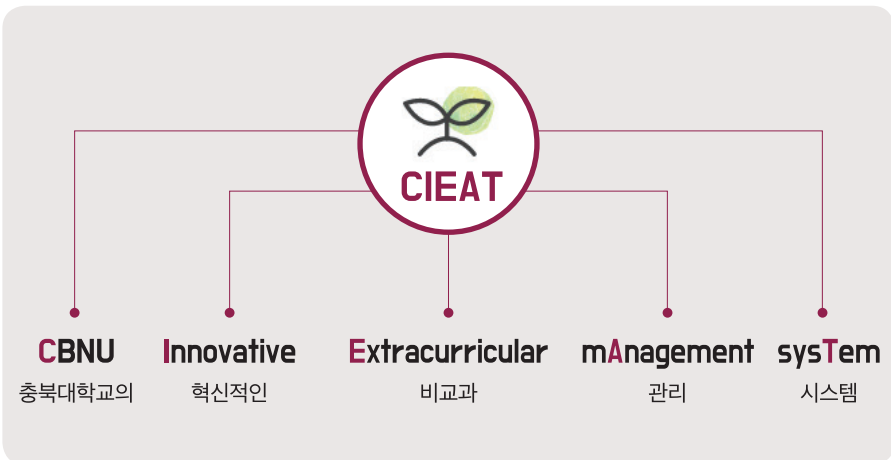 CIEAT
CBNU Innovative Extracurricular mAnagement sysTem
충북대학교의 혁신적인 비교과 관리 시스템